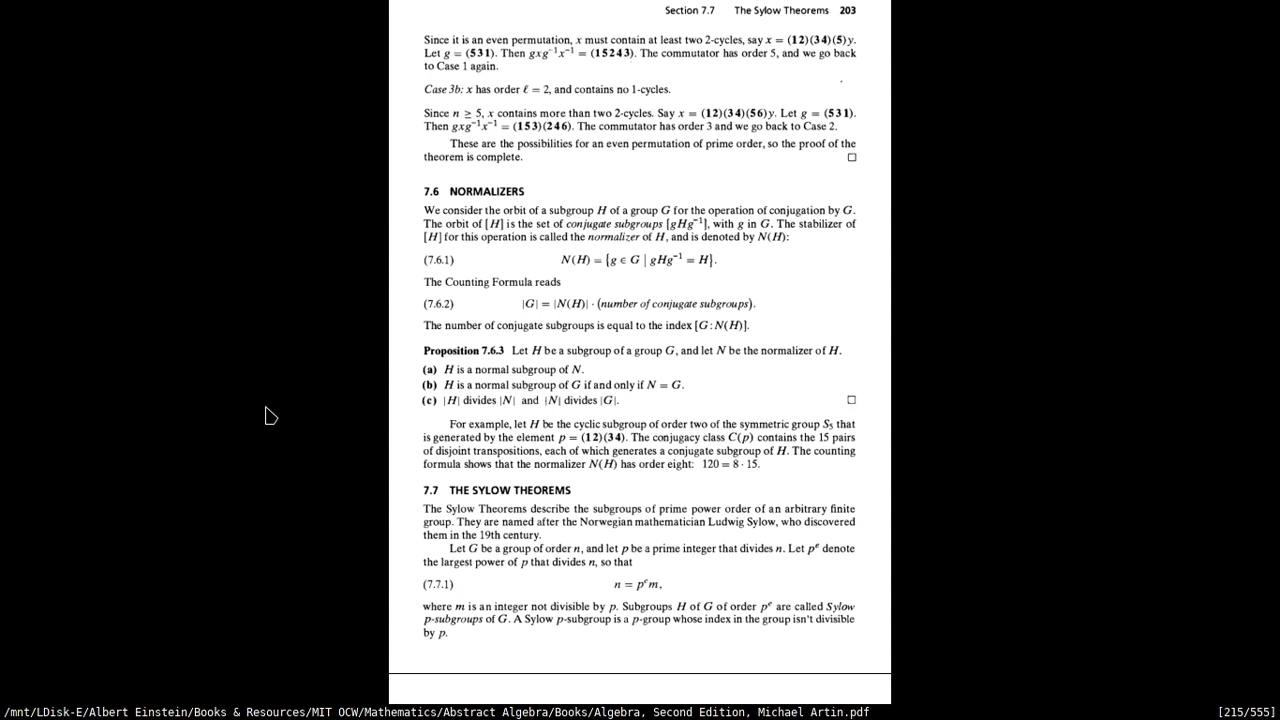 Section 7.7 The Sylow Theorems 203
Since it is an even permutation, x must contain at least two 2-cycles, say x = (12)(34)(5)y.
Let g = (531). Then gxg⁻¹x⁻¹ = (15243). The commutator has order 5, and we go back
to Case 1 again.
Case 3b: x has order ℓ = 2, and contains no 1-cycles.
Since n ≥ 5, x contains more than two 2-cycles. Say x = (12)(34)(56)y. Let g = (531).
Then gxg⁻¹x⁻¹ = (153)(246). The commutator has order 3 and we go back to Case 2.
These are the possibilities for an even permutation of prime order, so the proof of the
theorem is complete. □
7.6 NORMALIZERS
We consider the orbit of a subgroup H of a group G for the operation of conjugation by G.
The orbit of [H] is the set of conjugate subgroups [gHg⁻¹], with g in G. The stabilizer of
[H] for this operation is called the normalizer of H, and is denoted by N(H):
(7.6.1) N(H) = {g ∈ G | gHg⁻¹ = H}.
The Counting Formula reads
(7.6.2) |G| = |N(H)| · (number of conjugate subgroups).
The number of conjugate subgroups is equal to the index [G : N(H)].
Proposition 7.6.3 Let H be a subgroup of a group G, and let N be the normalizer of H.
(a) H is a normal subgroup of N.
(b) H is a normal subgroup of G if and only if N = G.
(c) |H| divides |N| and |N| divides |G|. □
For example, let H be the cyclic subgroup of order two of the symmetric group S₅ that
is generated by the element p = (12)(34). The conjugacy class C(p) contains the 15 pairs
of disjoint transpositions, each of which generates a conjugate subgroup of H. The counting
formula shows that the normalizer N(H) has order eight: 120 = 8 · 15.
7.7 THE SYLOW THEOREMS
The Sylow Theorems describe the subgroups of prime power order of an arbitrary finite
group. They are named after the Norwegian mathematician Ludwig Sylow, who discovered
them in the 19th century.
Let G be a group of order n, and let p be a prime integer that divides n. Let pᵉ denote
the largest power of p that divides n, so that
(7.7.1) n = pᵉm,
where m is an integer not divisible by p. Subgroups H of G of order pᵉ are called Sylow
p-subgroups of G. A Sylow p-subgroup is a p-group whose index in the group isn't divisible
by p.
/mnt/LDisk-E/Albert Einstein/Books & Resources/MIT OCW/Mathematics/Abstract Algebra/Books/Algebra, Second Edition, Michael Artin.pdf [215/555]